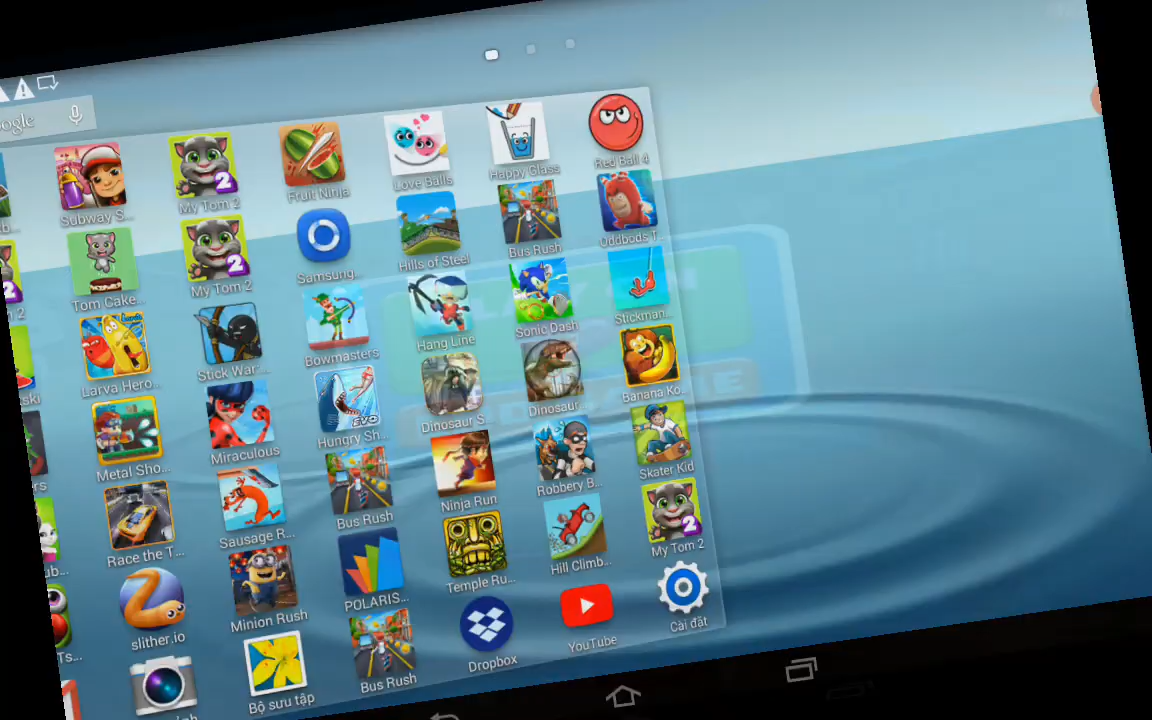 oogle
Subway S...
My Tom 2
Fruit Ninja
Love Balls
Happy Glass
Red Ball 4
Tom Cake...
My Tom 2
Samsung...
Hills of Steel
Bus Rush
Oddbods T...
Larva Hero...
Stick War:...
Bowmasters
Hang Line
Sonic Dash
Stickman...
Metal Sho...
Miraculous
Hungry Sh...
Dinosaur S...
Dinosaur...
Banana Ko...
Race the T...
Sausage R...
Bus Rush
Ninja Run
Robbery B...
Skater Kid
slither.io
Minion Rush
POLARIS...
Temple Ru...
Hill Climb...
My Tom 2
Bộ sưu tập
Bus Rush
Dropbox
YouTube
Cài đặt